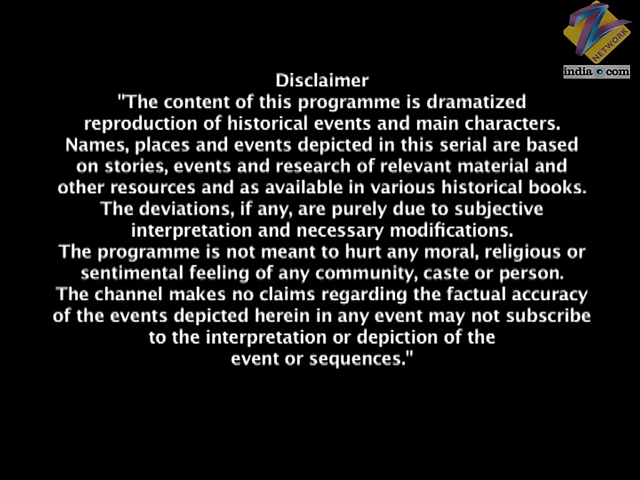 Z
NETWORK
india.com
Disclaimer
"The content of this programme is dramatized
reproduction of historical events and main characters.
Names, places and events depicted in this serial are based
on stories, events and research of relevant material and
other resources and as available in various historical books.
The deviations, if any, are purely due to subjective
interpretation and necessary modifications.
The programme is not meant to hurt any moral, religious or
sentimental feeling of any community, caste or person.
The channel makes no claims regarding the factual accuracy
of the events depicted herein in any event may not subscribe
to the interpretation or depiction of the
event or sequences."